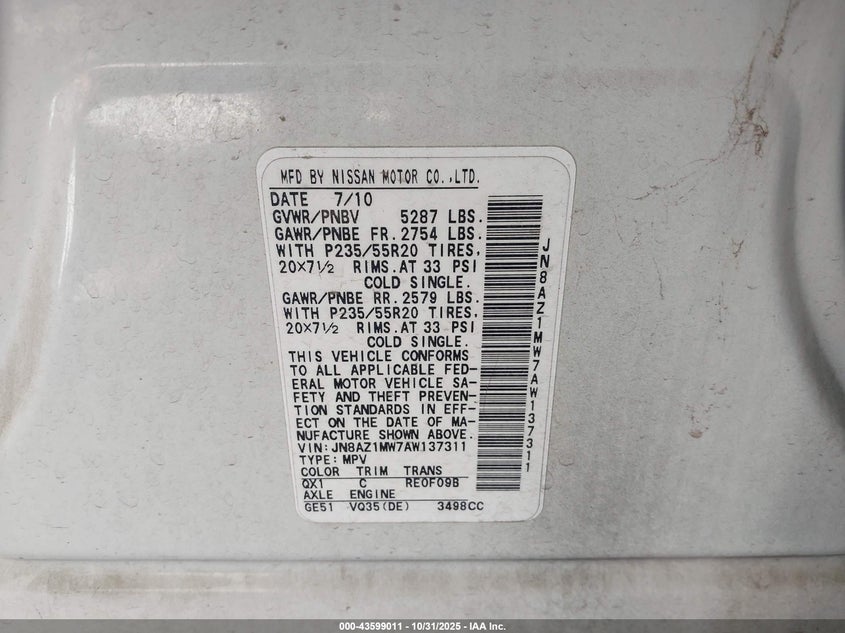 MFD BY NISSAN MOTOR CO.,LTD.
DATE 7/10
GVWR/PNBV 5287 LBS.
GAWR/PNBE FR. 2754 LBS.
WITH P235/55R20 TIRES,
20×7½ RIMS. AT 33 PSI
COLD SINGLE.
GAWR/PNBE RR. 2579 LBS.
WITH P235/55R20 TIRES,
20×7½ RIMS. AT 33 PSI
COLD SINGLE.
THIS VEHICLE CONFORMS
TO ALL APPLICABLE FED-
ERAL MOTOR VEHICLE SA-
FETY AND THEFT PREVEN-
TION STANDARDS IN EFF-
ECT ON THE DATE OF MA-
NUFACTURE SHOWN ABOVE.
VIN: JN8AZ1MW7AW137311
TYPE: MPV
COLOR TRIM TRANS
QX1 C RE0F09B
AXLE ENGINE
GE51 VQ35(DE) 3498CC
JN8AZ1MW7AW137311
000-43599011 - 10/31/2025 - IAA Inc.